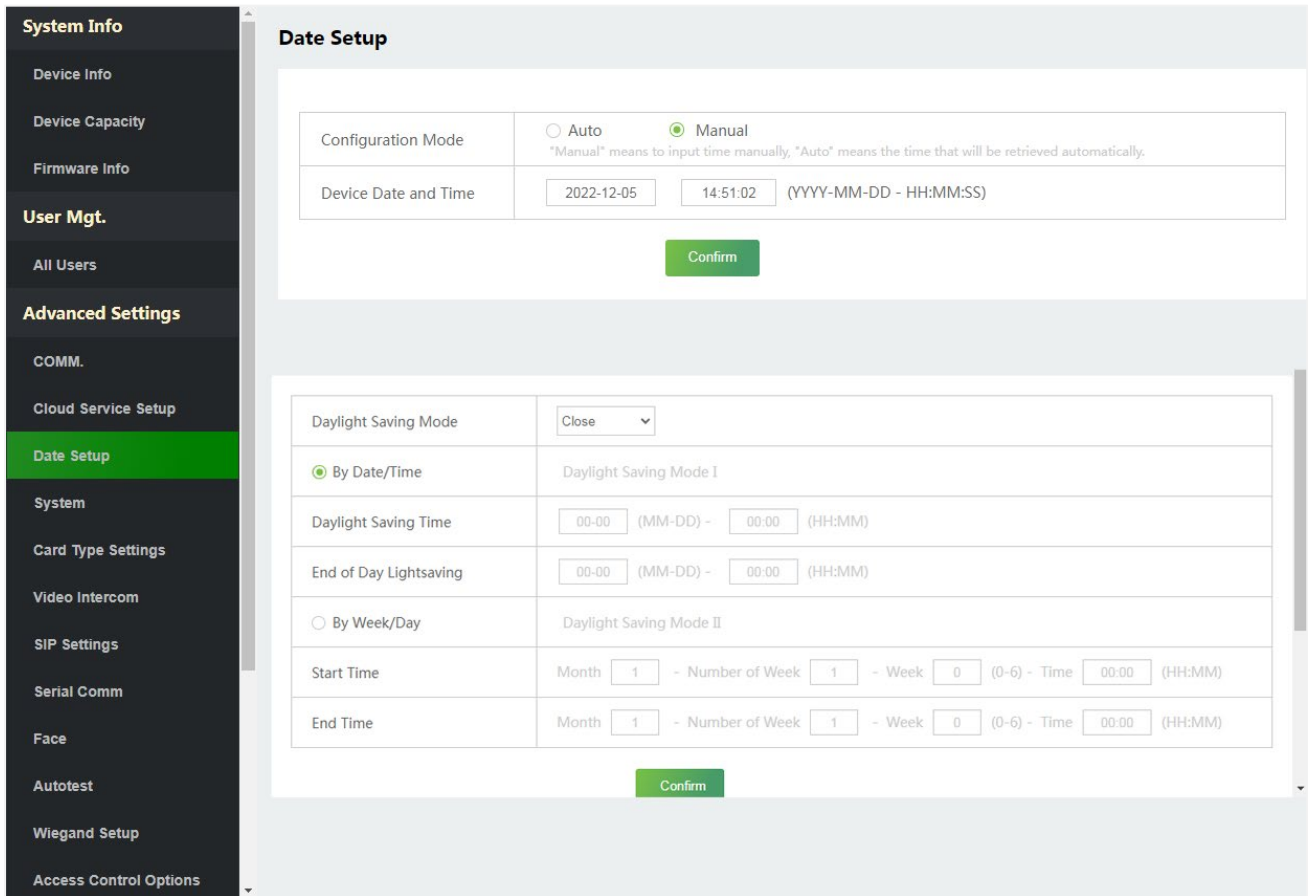 System Info
Device Info
Device Capacity
Firmware Info
User Mgt.
All Users
Advanced Settings
COMM.
Cloud Service Setup
Date Setup
System
Card Type Settings
Video Intercom
SIP Settings
Serial Comm
Face
Autotest
Wiegand Setup
Access Control Options
Date Setup
Configuration Mode Auto Manual
"Manual" means to input time manually, "Auto" means the time that will be retrieved automatically.
Device Date and Time 2022-12-05 14:51:02 (YYYY-MM-DD - HH:MM:SS)
Confirm
Daylight Saving Mode Close
By Date/Time Daylight Saving Mode I
Daylight Saving Time 00-00 (MM-DD) - 00:00 (HH:MM)
End of Day Lightsaving 00-00 (MM-DD) - 00:00 (HH:MM)
By Week/Day Daylight Saving Mode II
Start Time Month 1 - Number of Week 1 - Week 0 (0-6) - Time 00:00 (HH:MM)
End Time Month 1 - Number of Week 1 - Week 0 (0-6) - Time 00:00 (HH:MM)
Confirm